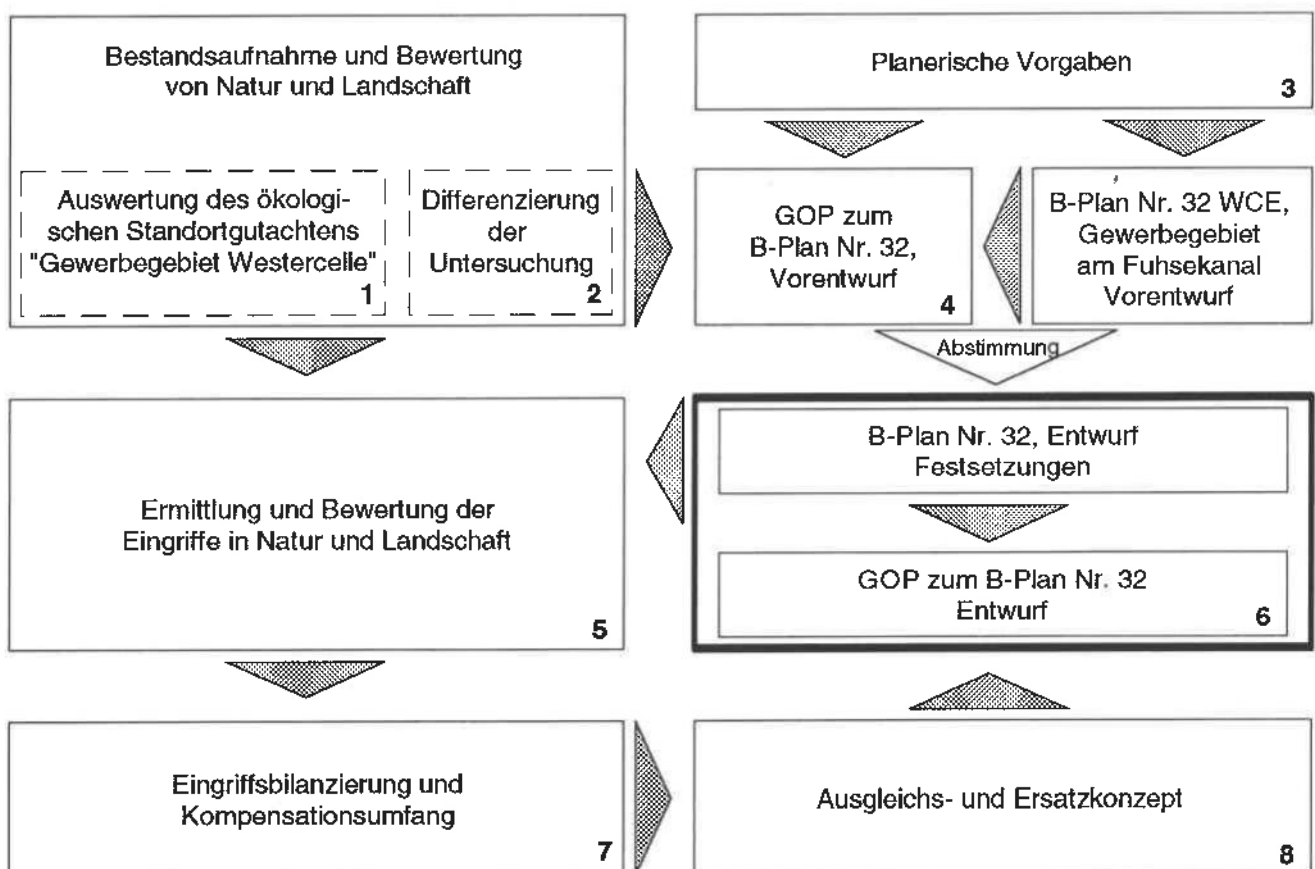 Bestandsaufnahme und Bewertung
von Natur und Landschaft
Auswertung des ökologi-
schen Standortgutachtens
"Gewerbegebiet Westercelle"
1
Differenzierung
der
Untersuchung
2
Planerische Vorgaben
3
GOP zum
B-Plan Nr. 32,
Vorentwurf
4
B-Plan Nr. 32 WCE,
Gewerbegebiet
am Fuhsekanal
Vorentwurf
Abstimmung
Ermittlung und Bewertung der
Eingriffe in Natur und Landschaft
5
B-Plan Nr. 32, Entwurf
Festsetzungen
GOP zum B-Plan Nr. 32
Entwurf
6
Eingriffsbilanzierung und
Kompensationsumfang
7
Ausgleichs- und Ersatzkonzept
8